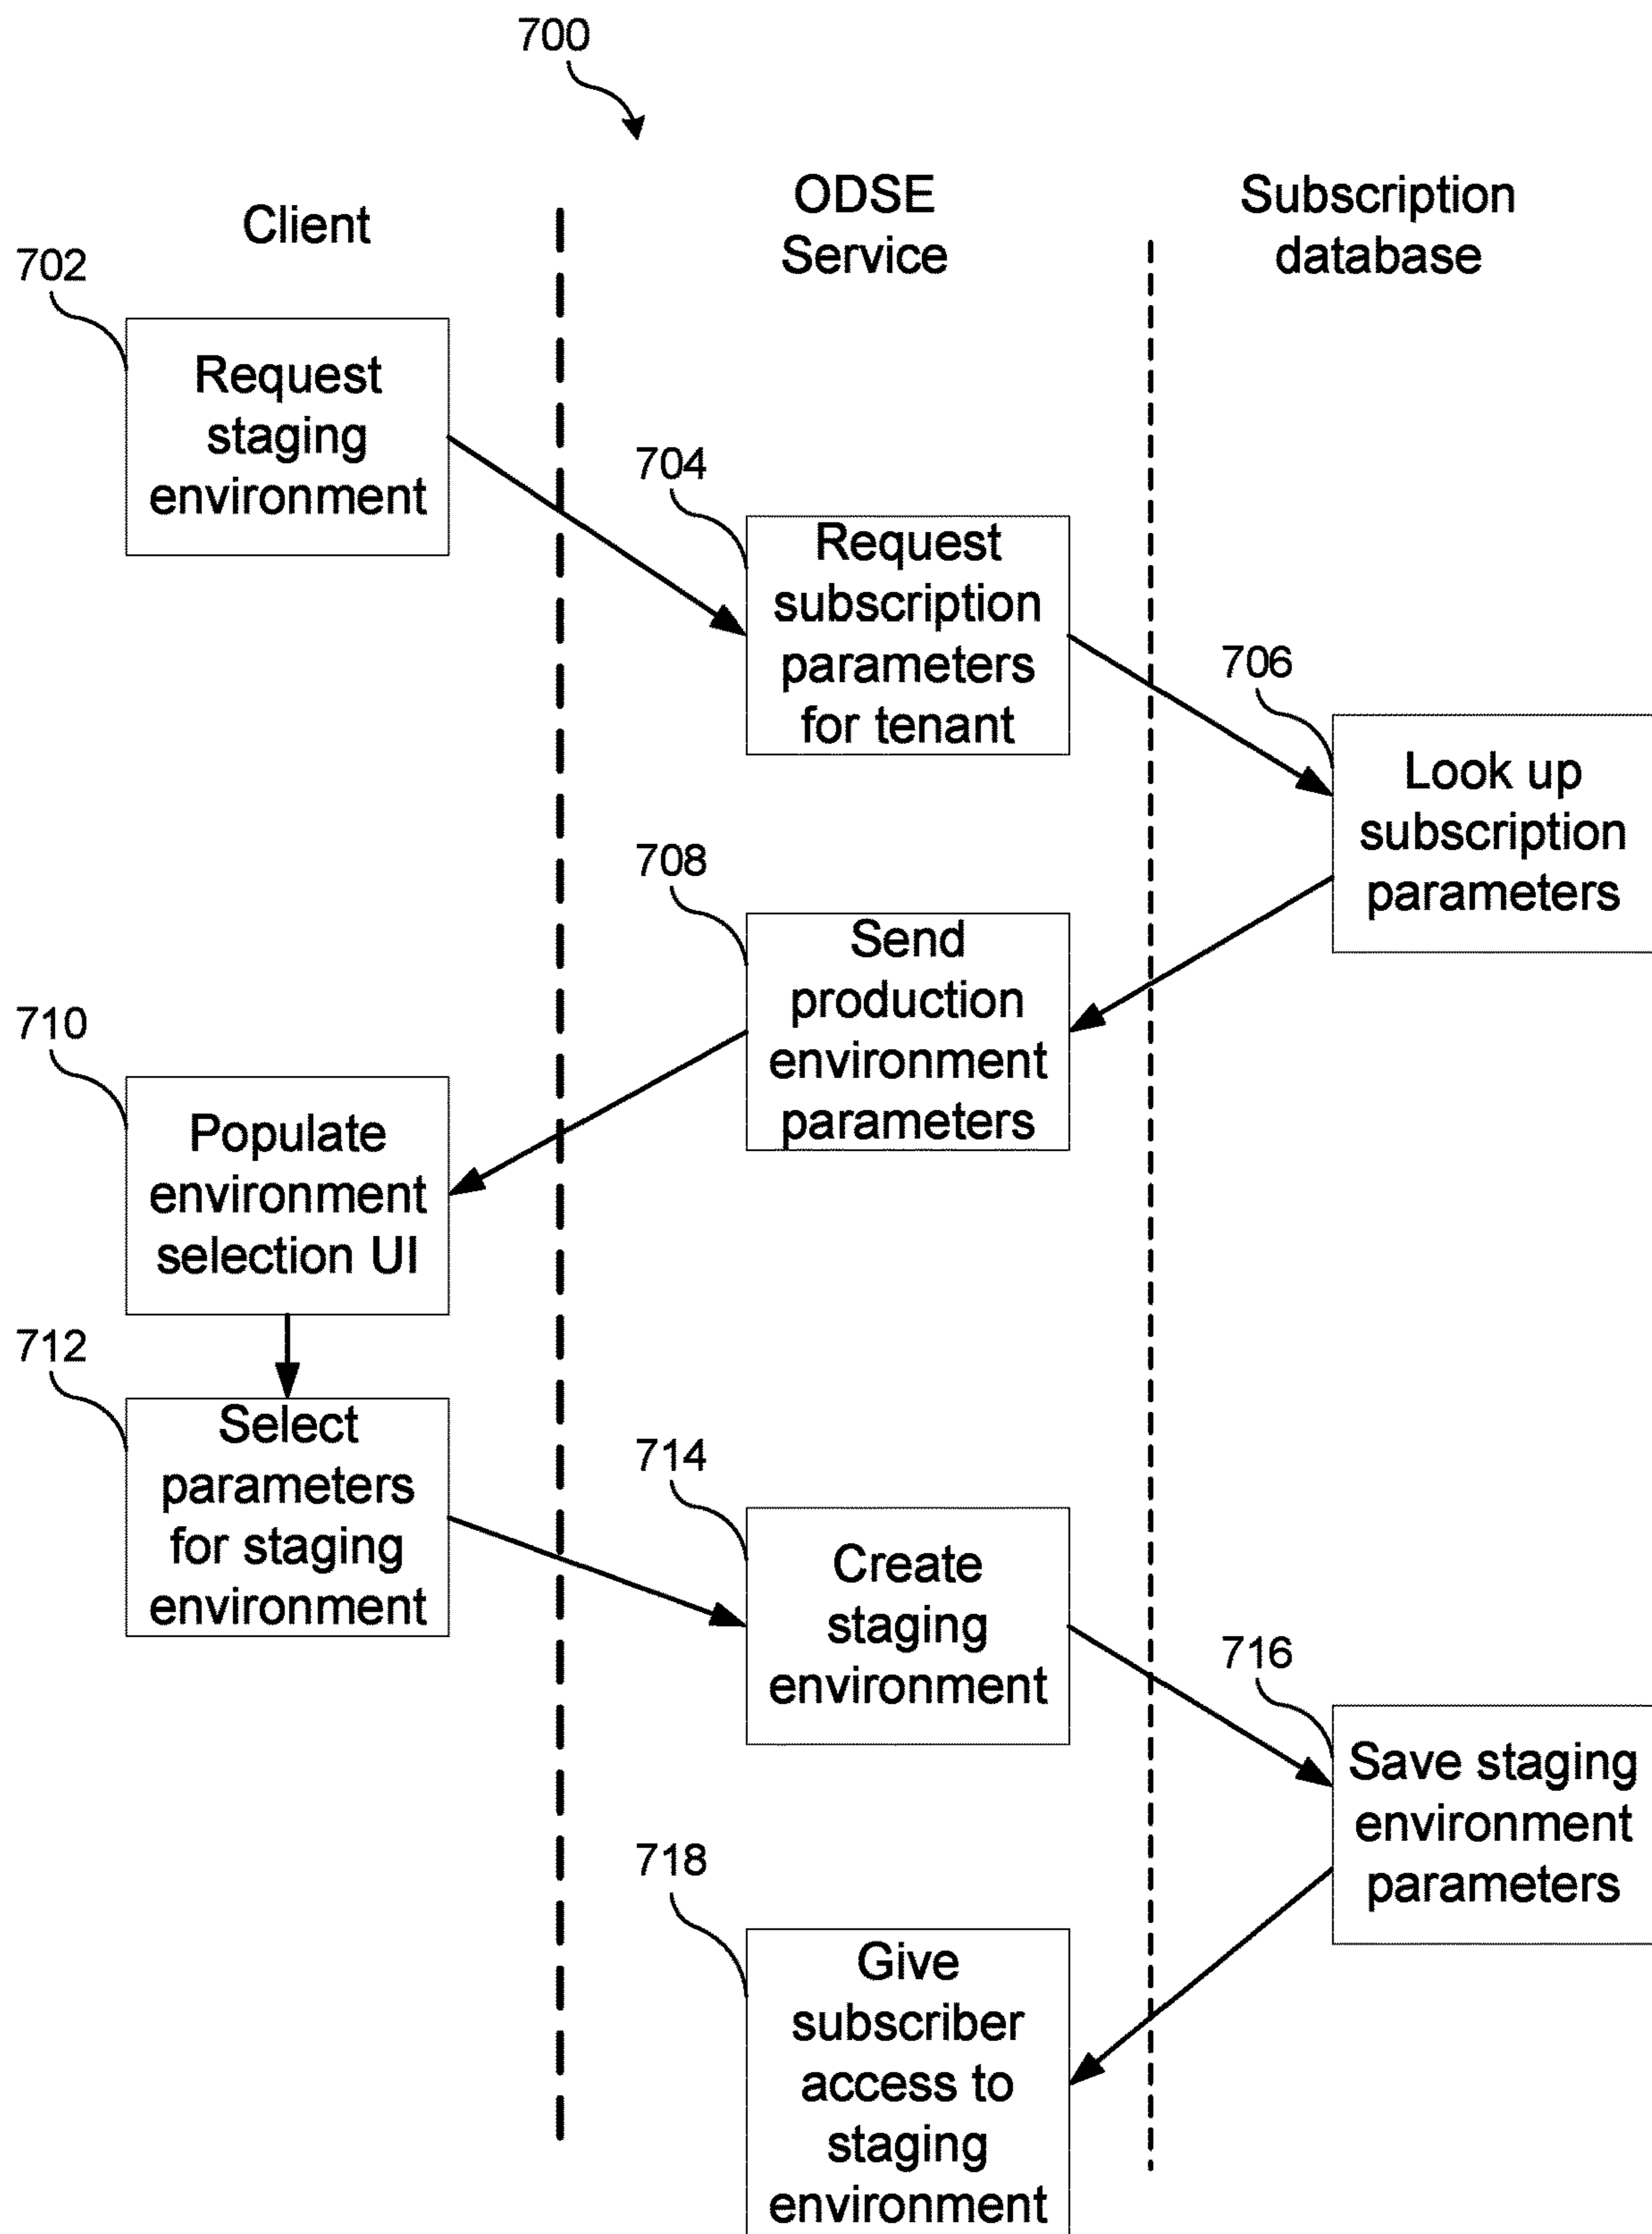 700
Client
ODSE
Service
Subscription
database
702
Request
staging
environment
704
Request
subscription
parameters
for tenant
706
Look up
subscription
parameters
708
Send
production
environment
parameters
710
Populate
environment
selection UI
712
Select
parameters
for staging
environment
714
Create
staging
environment
716
Save staging
environment
parameters
718
Give
subscriber
access to
staging
environment